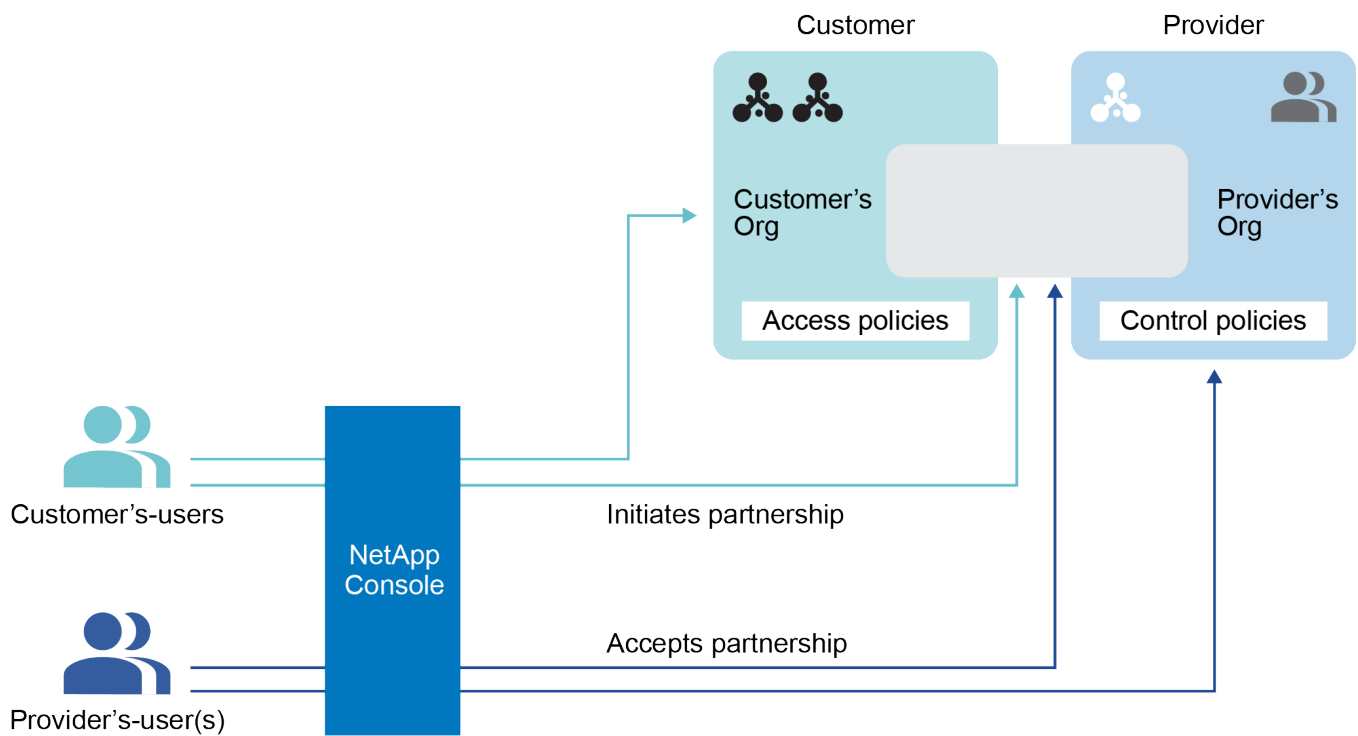 Customer
Provider
Customer’s
Org
Provider’s
Org
Access policies
Control policies
Customer’s-users
Initiates partnership
NetApp
Console
Accepts partnership
Provider’s-user(s)